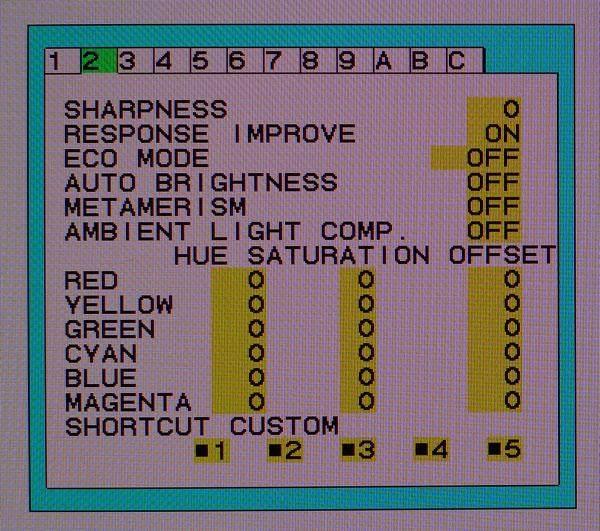 1 2 3 4 5 6 7 8 9 A B C
SHARPNESS 0
RESPONSE IMPROVE ON
ECO MODE OFF
AUTO BRIGHTNESS OFF
METAMERISM OFF
AMBIENT LIGHT COMP. OFF
HUE SATURATION OFFSET
RED 0 0 0
YELLOW 0 0 0
GREEN 0 0 0
CYAN 0 0 0
BLUE 0 0 0
MAGENTA 0 0 0
SHORTCUT CUSTOM
■1 ■2 ■3 ■4 ■5